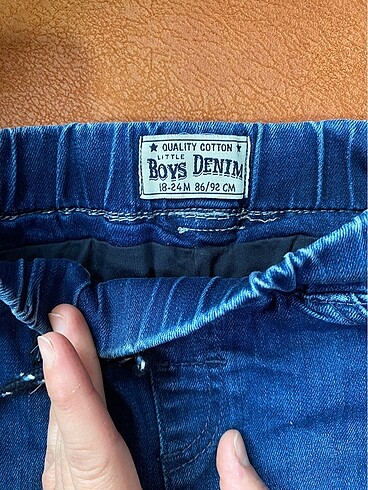 ★ QUALITY COTTON ★
LITTLE
BOYS DENIM
18-24M 86/92 CM